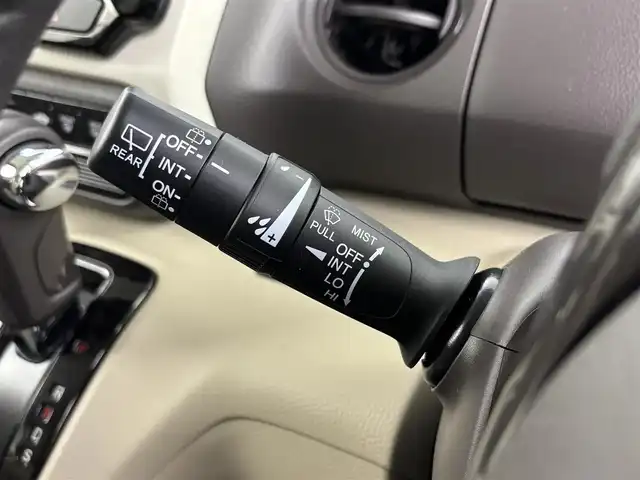 REAR
OFF
INT
ON
- +
PULL
MIST
OFF
INT
LO
HI
R
N
D
S